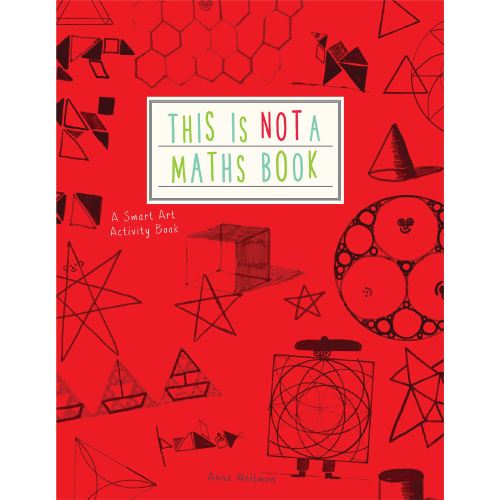 THIS IS NOT A
MATHS BOOK
A Smart Art
Activity Book
Anna Weltman